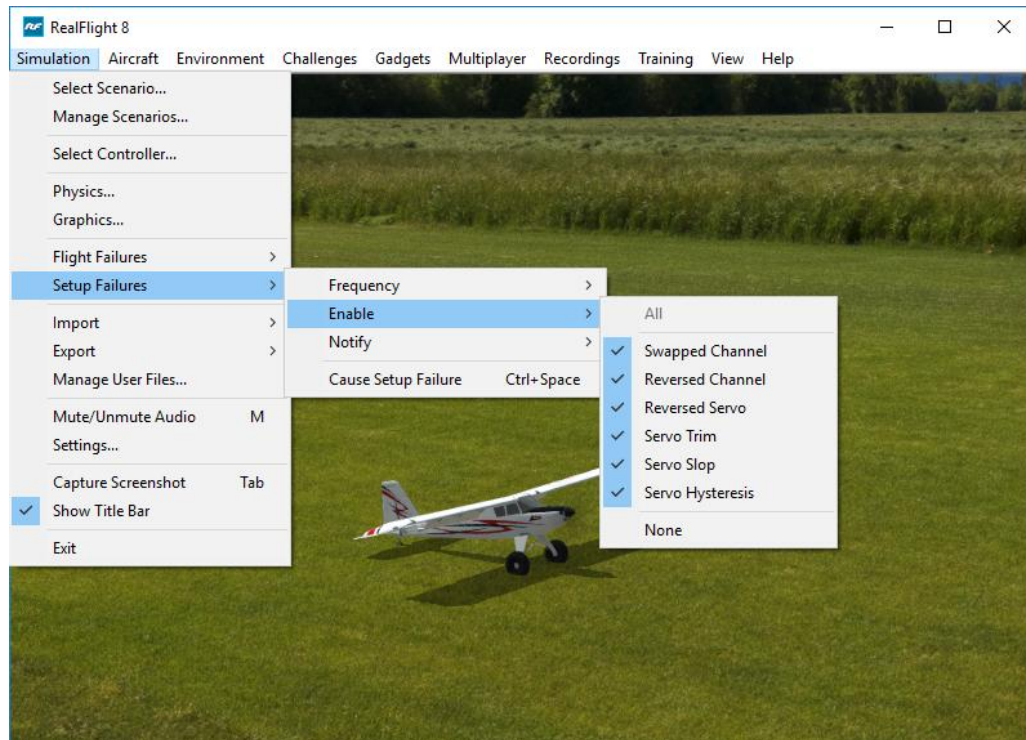 RealFlight 8
Simulation Aircraft Environment Challenges Gadgets Multiplayer Recordings Training View Help
Select Scenario...
Manage Scenarios...
Select Controller...
Physics...
Graphics...
Flight Failures
Setup Failures
Import
Export
Manage User Files...
Mute/Unmute Audio M
Settings...
Capture Screenshot Tab
Show Title Bar
Exit
Frequency
Enable
Notify
Cause Setup Failure Ctrl+Space
All
Swapped Channel
Reversed Channel
Reversed Servo
Servo Trim
Servo Slop
Servo Hysteresis
None